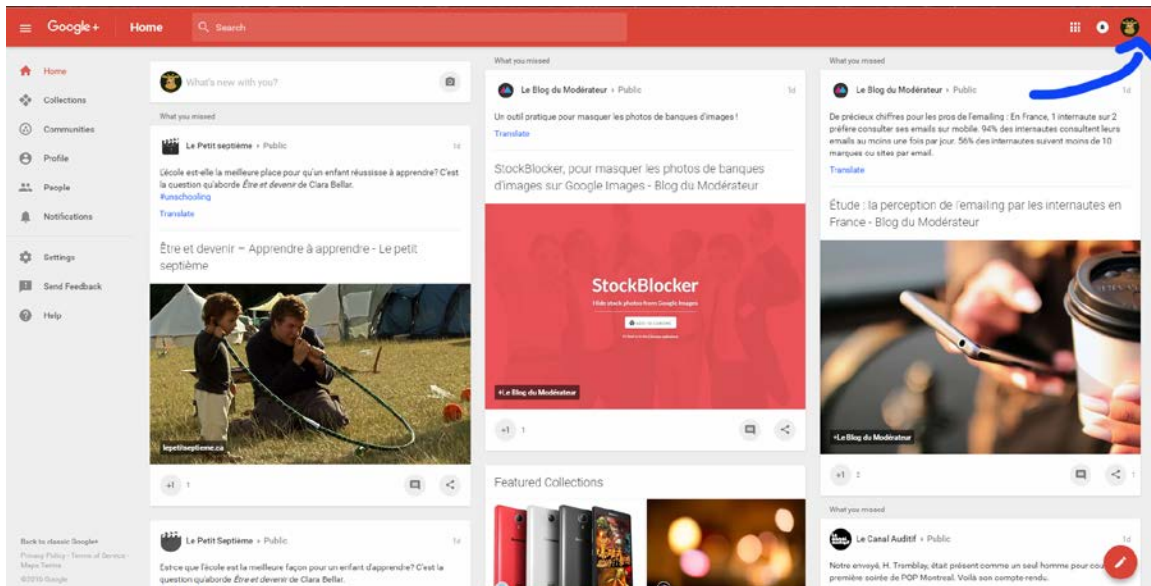 Google+
Home
Search
Home
Collections
Communities
Profile
People
Notifications
Settings
Send Feedback
Help
Back to classic Google+
Privacy Policy - Terms of Service -
Maps Terms
©2015 Google
What's new with you?
What you missed
Le Petit septième › Public
1d
L'école est-elle la meilleure place pour qu'un enfant réussisse à apprendre? C'est
la question qu'aborde Être et devenir de Clara Bellar.
#unschooling
Translate
Être et devenir – Apprendre à apprendre - Le petit
septième
lepetitseptieme.ca
+1 1
Le Petit Septième › Public
1d
Est-ce que l'école est la meilleure façon pour un enfant d'apprendre? C'est la
question qu'aborde Être et devenir de Clara Bellar.
What you missed
Le Blog du Modérateur › Public
1d
Un outil pratique pour masquer les photos de banques d'images !
Translate
StockBlocker, pour masquer les photos de banques
d'images sur Google Images - Blog du Modérateur
StockBlocker
Hide stock photos from Google Images
+Le Blog du Modérateur
+1 1
Featured Collections
What you missed
Le Blog du Modérateur › Public
1d
De précieux chiffres pour les pros de l'emailing : En France, 1 internaute sur 2
préfère consulter ses emails sur mobile. 94% des internautes consultent leurs
emails au moins une fois par jour. 56% des internautes suivent moins de 10
marques ou sites par email.
Translate
Étude : la perception de l'emailing par les internautes en
France - Blog du Modérateur
+Le Blog du Modérateur
+1 2
1
What you missed
Le Canal Auditif › Public
1d
Notre envoyé, H. Tremblay, était présent comme un seul homme pour
première soirée de POP Montreal. Voilà son compte rendu.